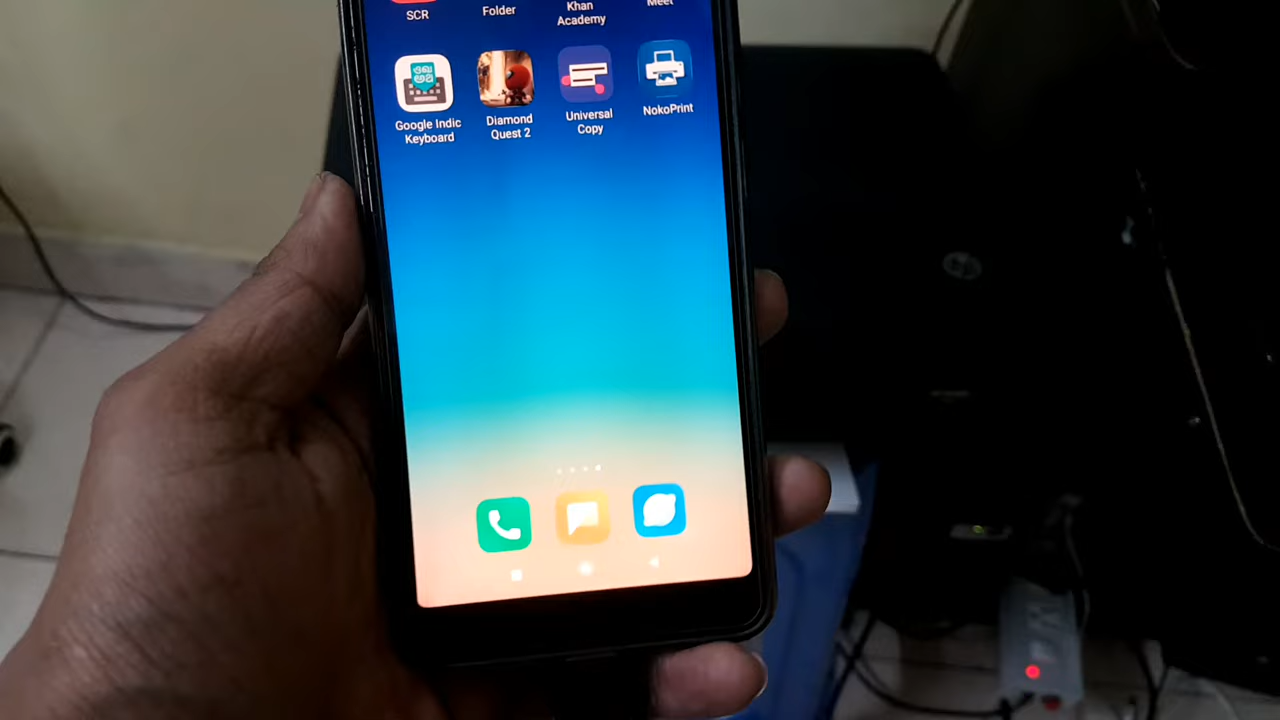 SCR
Folder
Khan
Academy
Meet
Google Indic
Keyboard
Diamond
Quest 2
Universal
Copy
NokoPrint